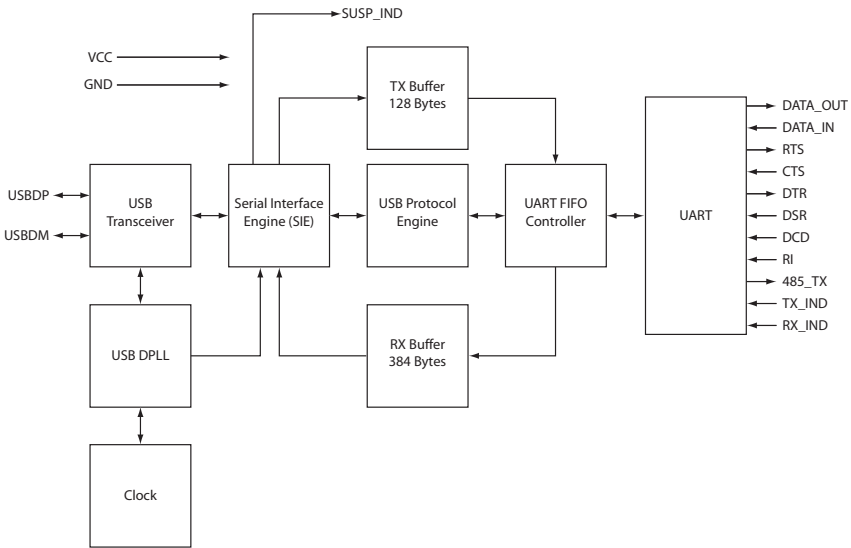 SUSP_IND
VCC
GND
TX Buffer
128 Bytes
USBDP
USBDM
USB
Transceiver
Serial Interface
Engine (SIE)
USB Protocol
Engine
UART FIFO
Controller
UART
DATA_OUT
DATA_IN
RTS
CTS
DTR
DSR
DCD
RI
485_TX
TX_IND
RX_IND
USB DPLL
RX Buffer
384 Bytes
Clock